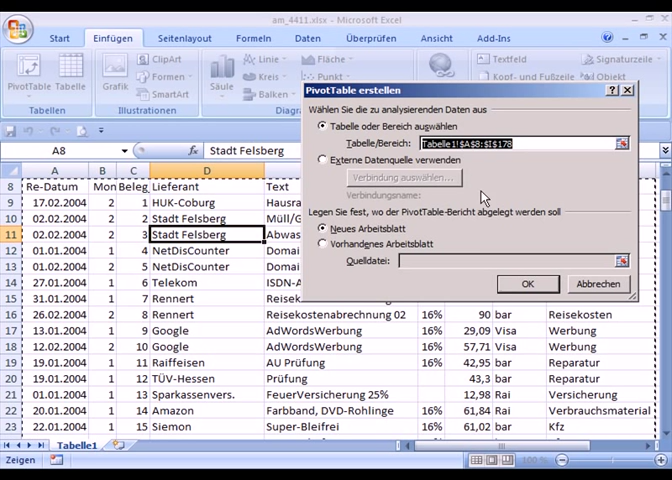 am_4411.xlsx - Microsoft Excel
Start Einfügen Seitenlayout Formeln Daten Überprüfen Ansicht Add-Ins
PivotTable Tabelle
Tabellen
Grafik
ClipArt
Formen
SmartArt
Illustrationen
Säule
Linie
Kreis
Punkt
Textfeld
Kopf- und Fußzeile
Signaturzeile
PivotTable erstellen
Wählen Sie die zu analysierenden Daten aus
Tabelle oder Bereich auswählen
Tabelle/Bereich: Tabelle1!$A$8:$I$178
Externe Datenquelle verwenden
Verbindung auswählen...
Verbindungsname:
Legen Sie fest, wo der PivotTable-Bericht abgelegt werden soll
Neues Arbeitsblatt
Vorhandenes Arbeitsblatt
Quelldatei:
OK Abbrechen
A8 fx Stadt Felsberg
A B C D
8 Re-Datum Mon Beleg Lieferant Text
9 17.02.2004 2 1 HUK-Coburg
10 02.02.2004 2 2 Stadt Felsberg Müll/G
11 02.02.2004 2 3 Stadt Felsberg Abwas
12 01.01.2004 1 4 NetDisCounter Domai
13 01.02.2004 2 5 NetDisCounter Domai
14 27.01.2004 1 6 Telekom ISDN-A
15 31.01.2004 1 7 Rennert Reisek
16 28.02.2004 2 8 Rennert Reisekostenabrechnung 02 16% 90 bar Reisekosten
17 13.01.2004 1 9 Google AdWordsWerbung 29,09 Visa Werbung
18 18.02.2004 2 10 Google AdWordsWerbung 57,71 Visa Werbung
19 19.01.2004 1 11 Raiffeisen AU Prüfung 16% 42,95 bar Reparatur
20 19.01.2004 1 12 TÜV-Hessen Prüfung 43,3 bar Reparatur
21 01.01.2004 1 13 Sparkassenvers. FeuerVersicherung 25% 12,98 Rai Versicherung
22 20.01.2004 1 14 Amazon Farbband, DVD-Rohlinge 16% 61,84 Rai Verbrauchsmaterial
23 22.01.2004 1 15 Siemon Super-Bleifrei 16% 61,02 bar Kfz
Tabelle1
Zeigen 100 %